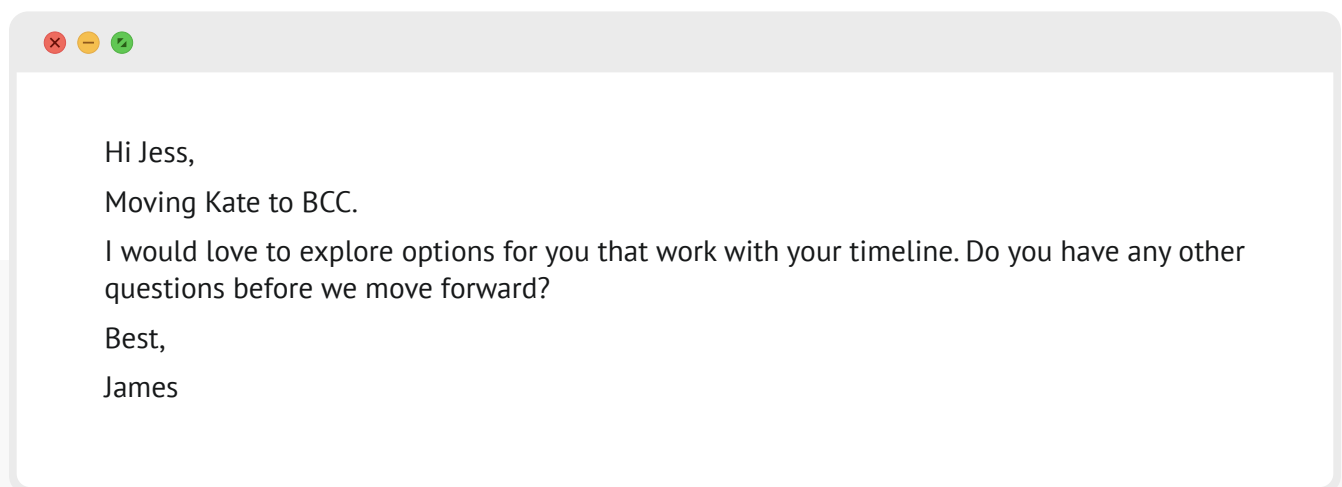 Hi Jess,
Moving Kate to BCC.
I would love to explore options for you that work with your timeline. Do you have any other
questions before we move forward?
Best,
James